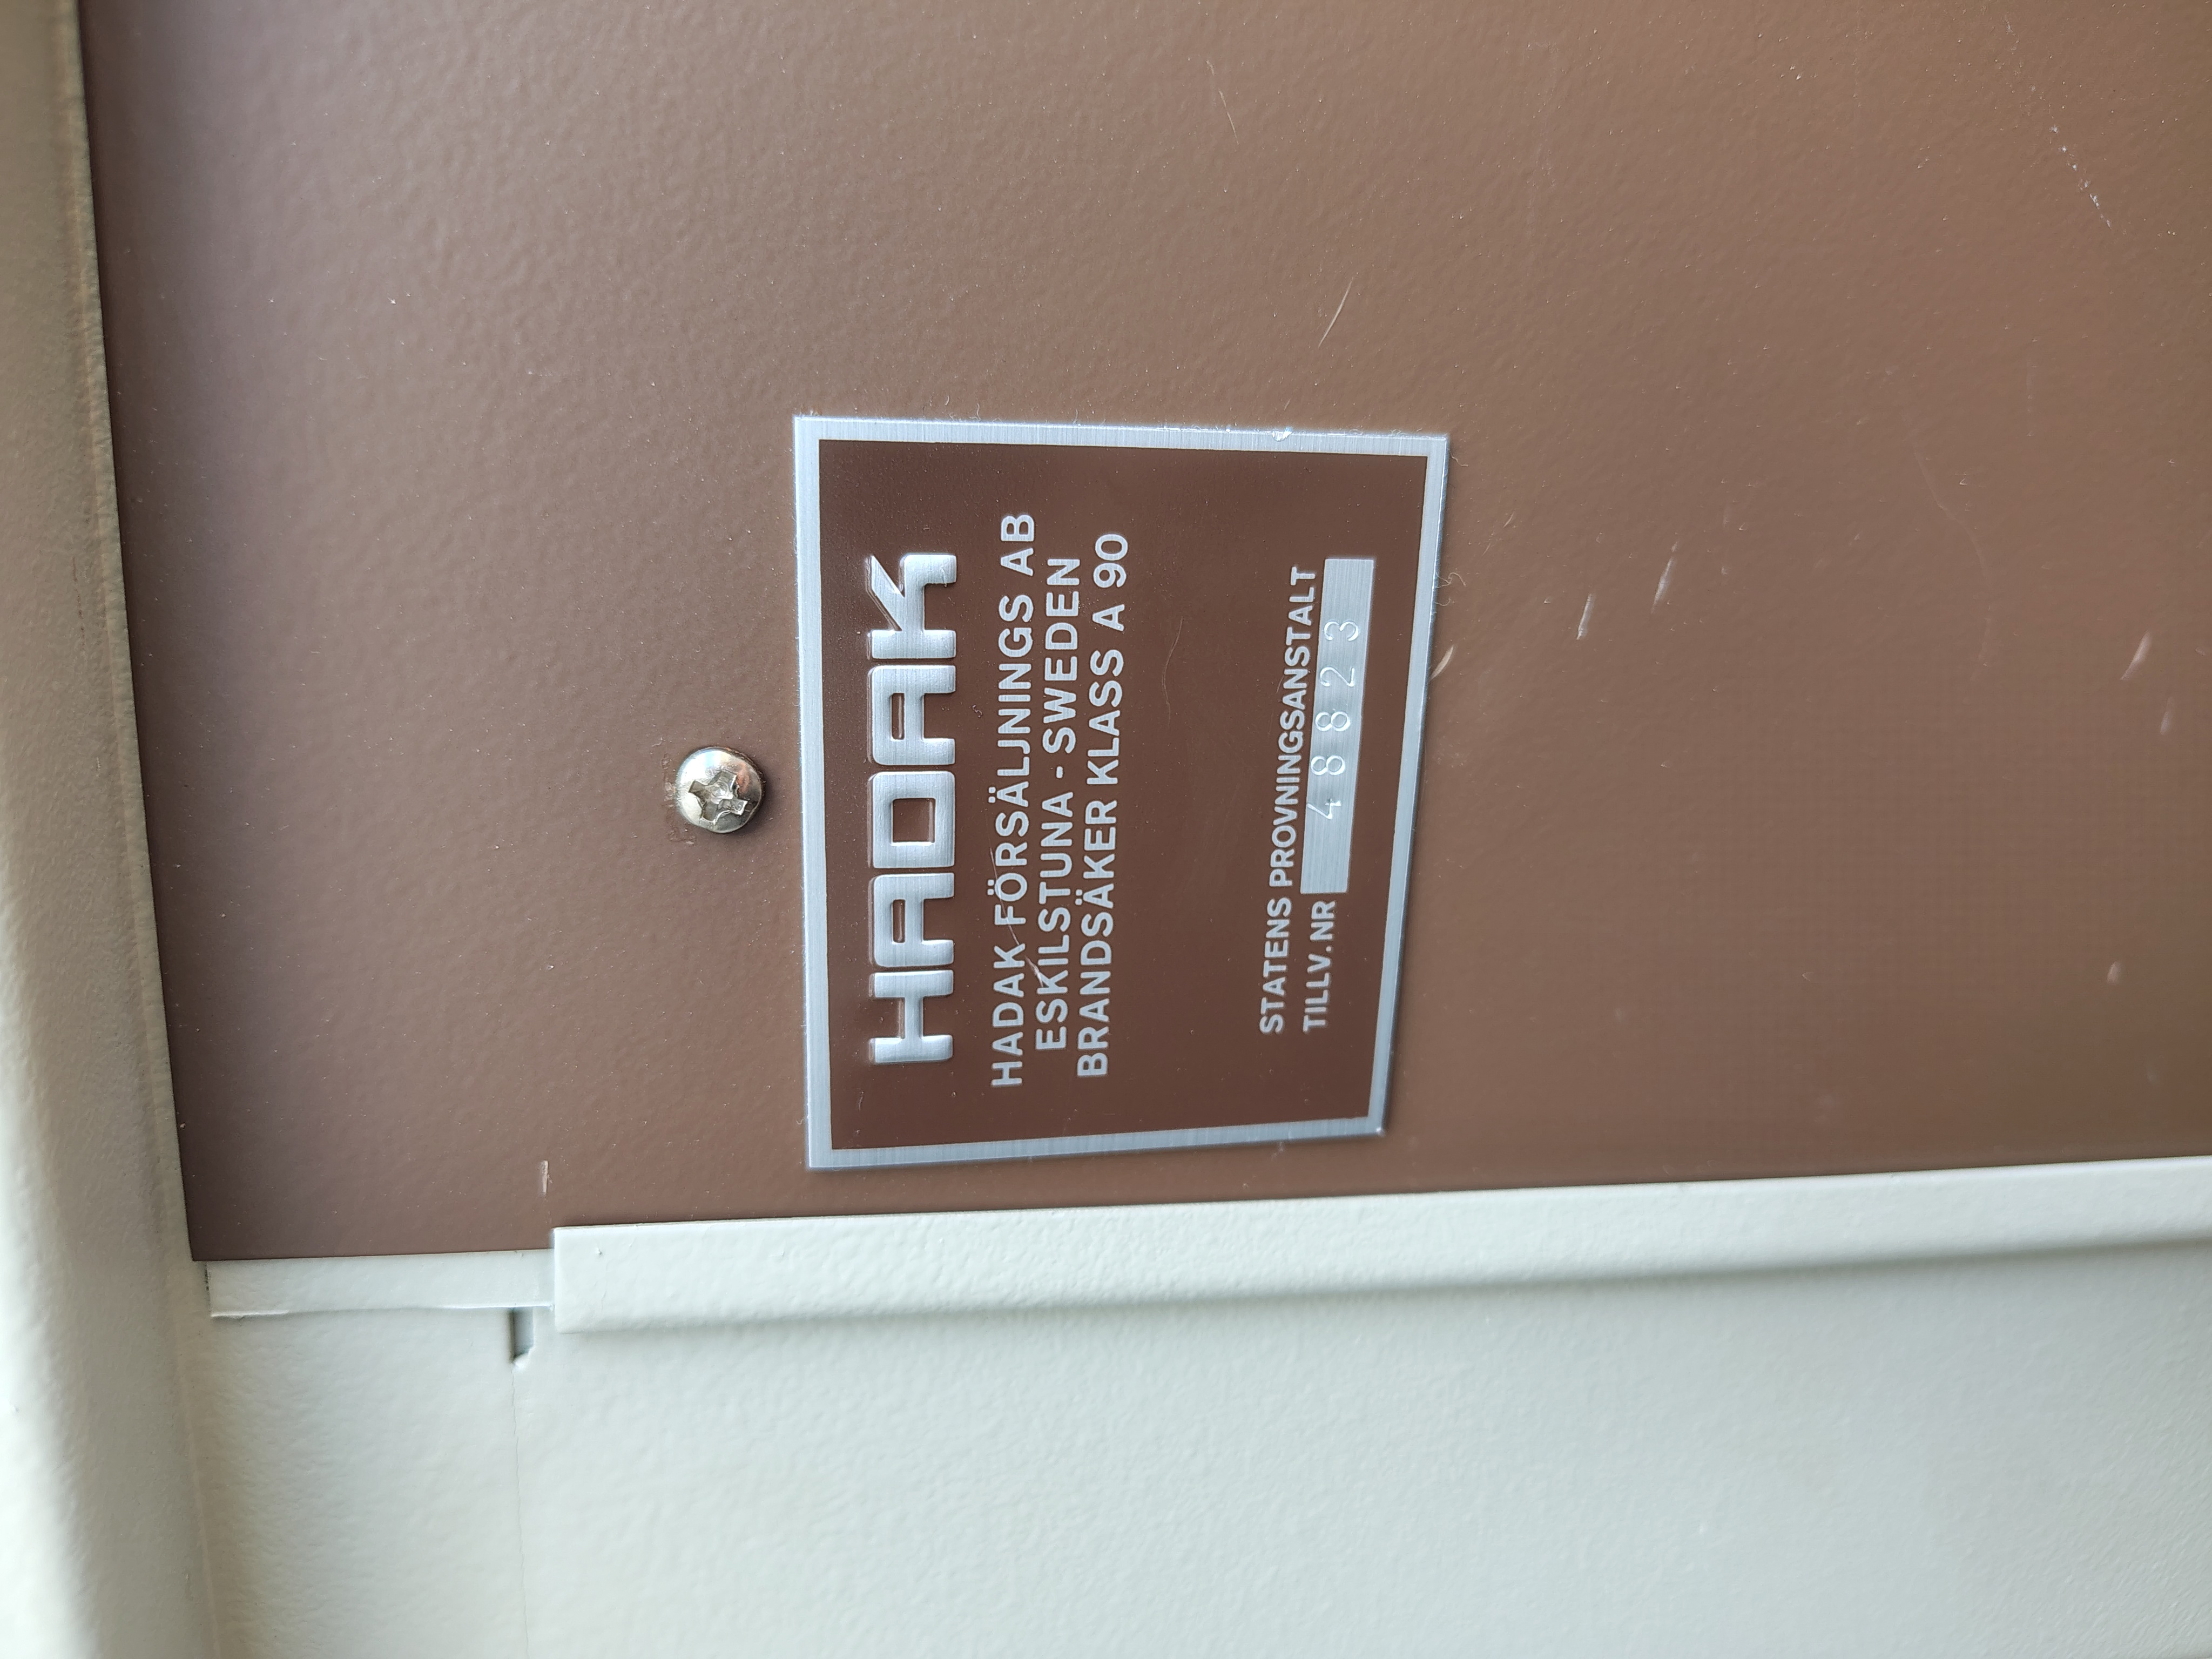 HADAK
HADAK FÖRSÄLJNINGS AB
ESKILSTUNA - SWEDEN
BRANDSÄKER KLASS A 90
STATENS PROVNINGSANSTALT
TILLV. NR 48823